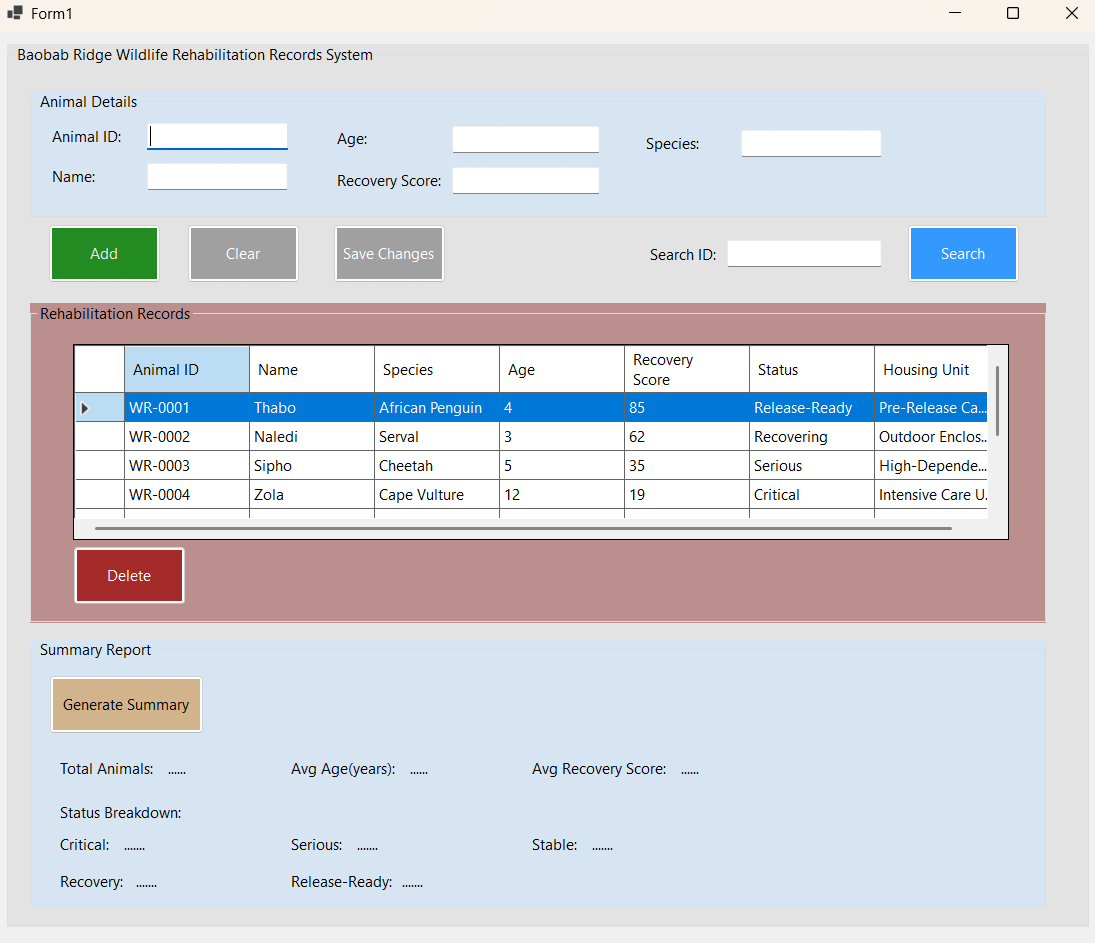 Form1
Baobab Ridge Wildlife Rehabilitation Records System
Animal Details
Animal ID:
Age:
Species:
Name:
Recovery Score:
Add
Clear
Save Changes
Search ID:
Search
Rehabilitation Records
Animal ID Name Species Age Recovery Score Status Housing Unit
WR-0001 Thabo African Penguin 4 85 Release-Ready Pre-Release Ca...
WR-0002 Naledi Serval 3 62 Recovering Outdoor Enclos...
WR-0003 Sipho Cheetah 5 35 Serious High-Depende...
WR-0004 Zola Cape Vulture 12 19 Critical Intensive Care U.
Delete
Summary Report
Generate Summary
Total Animals: ...... Avg Age(years): ...... Avg Recovery Score: ......
Status Breakdown:
Critical: ....... Serious: ....... Stable: .......
Recovery: ....... Release-Ready: .......